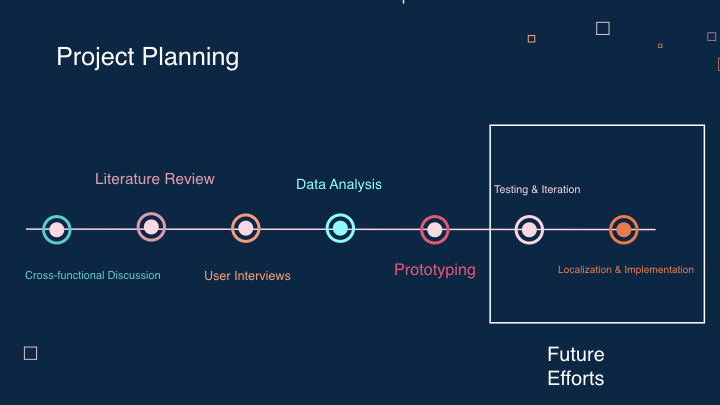 Project Planning
Literature Review
Data Analysis
Testing & Iteration
Cross-functional Discussion
User Interviews
Prototyping
Localization & Implementation
Future
Efforts